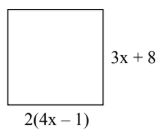 3x + 8
2(4x – 1)